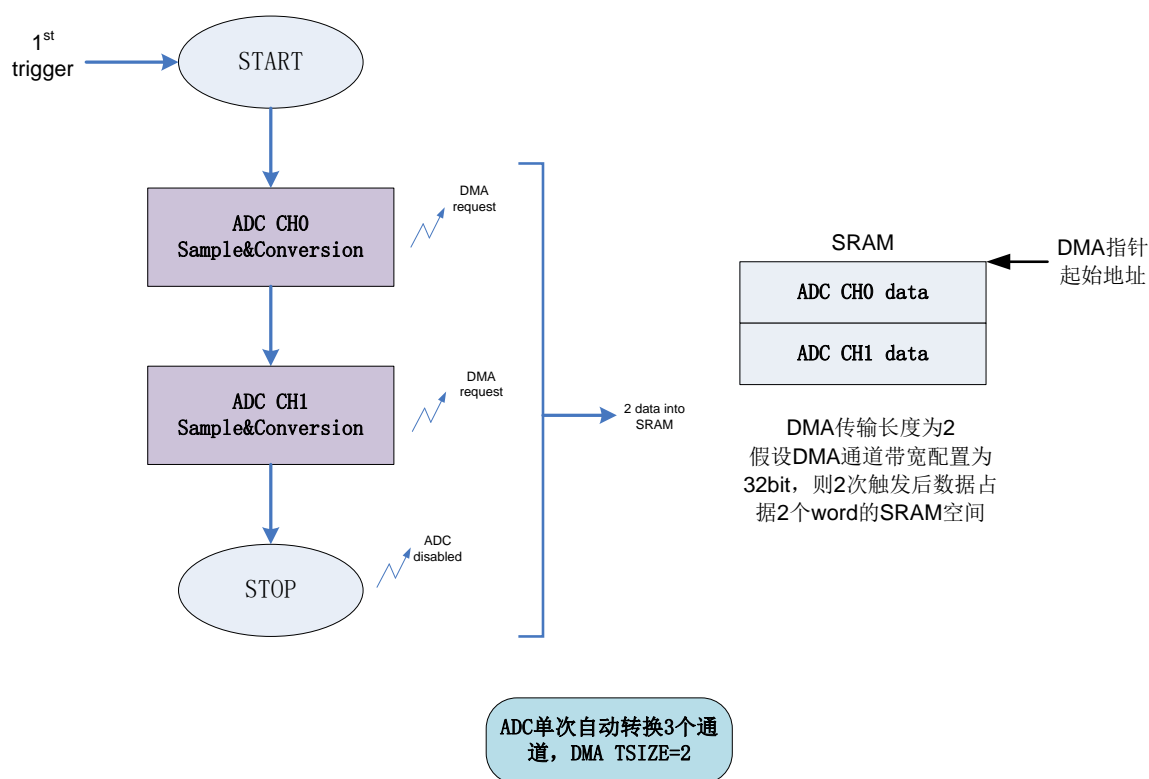 1st
trigger
START
ADC CH0
Sample&Conversion
DMA
request
ADC CH1
Sample&Conversion
DMA
request
STOP
ADC
disabled
2 data into
SRAM
SRAM
ADC CH0 data
ADC CH1 data
DMA指针
起始地址
DMA传输长度为2
假设DMA通道带宽配置为
32bit，则2次触发后数据占
据2个word的SRAM空间
ADC单次自动转换3个通
道，DMA TSIZE=2